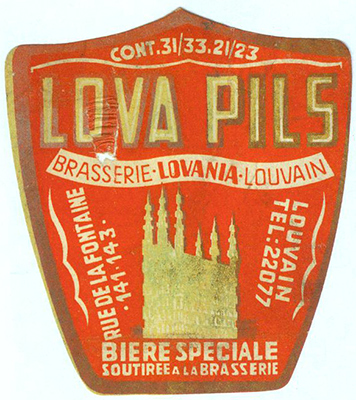 CONT.31/33.21/23
LOVA PILS
BRASSERIE·LOVANIA·LOUVAIN
RUE DE LA FONTAINE
·141-143·
LOUVAIN
TEL:22077
BIERE SPECIALE
SOUTIREE A LA BRASSERIE